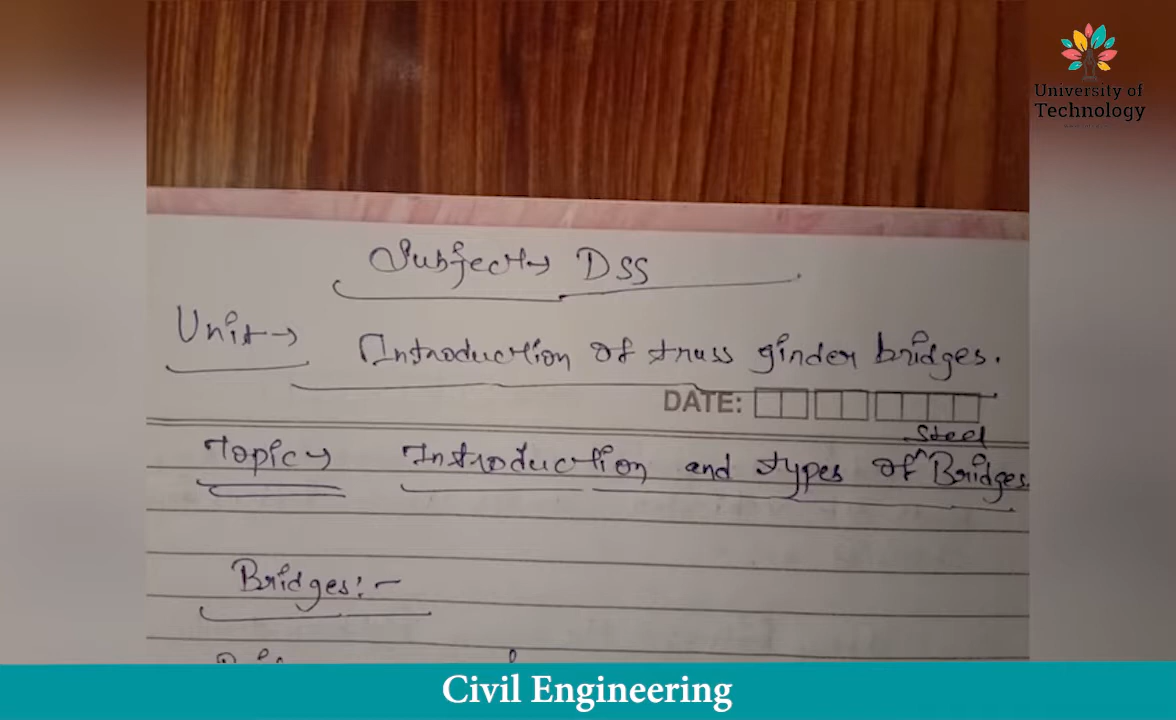 University of
Technology
Subject → DSS
Unit → Introduction of truss girder bridges.
DATE:
Steel
Topic → Introduction and types of ^ Bridges.
Bridges:-
Civil Engineering